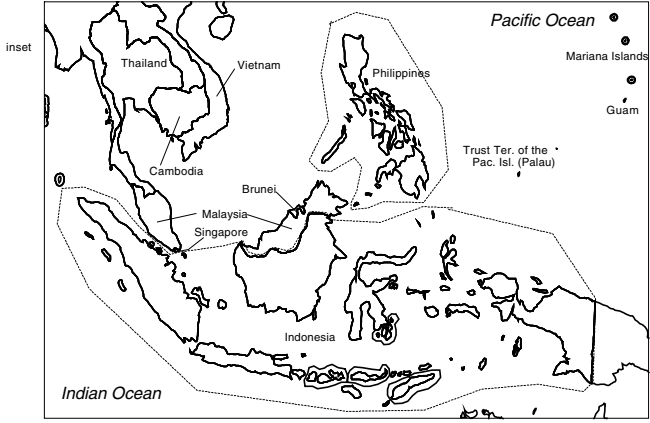 Pacific Ocean
inset
Thailand
Vietnam
Philippines
Mariana Islands
Guam
Trust Ter. of the
Pac. Isl. (Palau)
Cambodia
Brunei
Malaysia
Singapore
Indonesia
Indian Ocean